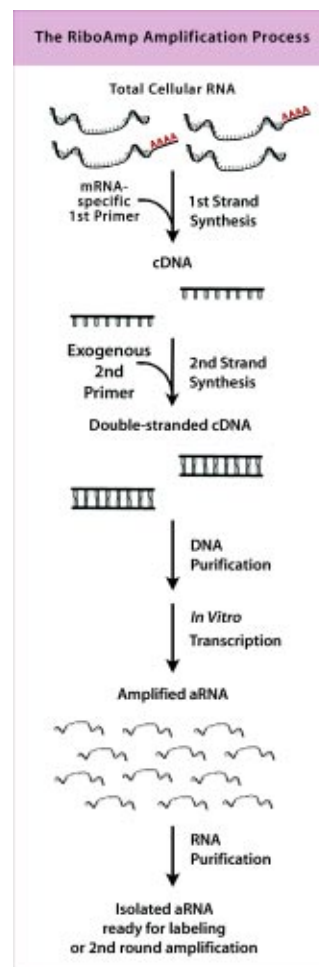 The RiboAmp Amplification Process
Total Cellular RNA
AAAA
AAAA
mRNA-
specific
1st Primer
1st Strand
Synthesis
cDNA
Exogenous
2nd
Primer
2nd Strand
Synthesis
Double-stranded cDNA
DNA
Purification
In Vitro
Transcription
Amplified aRNA
RNA
Purification
Isolated aRNA
ready for labeling
or 2nd round amplification